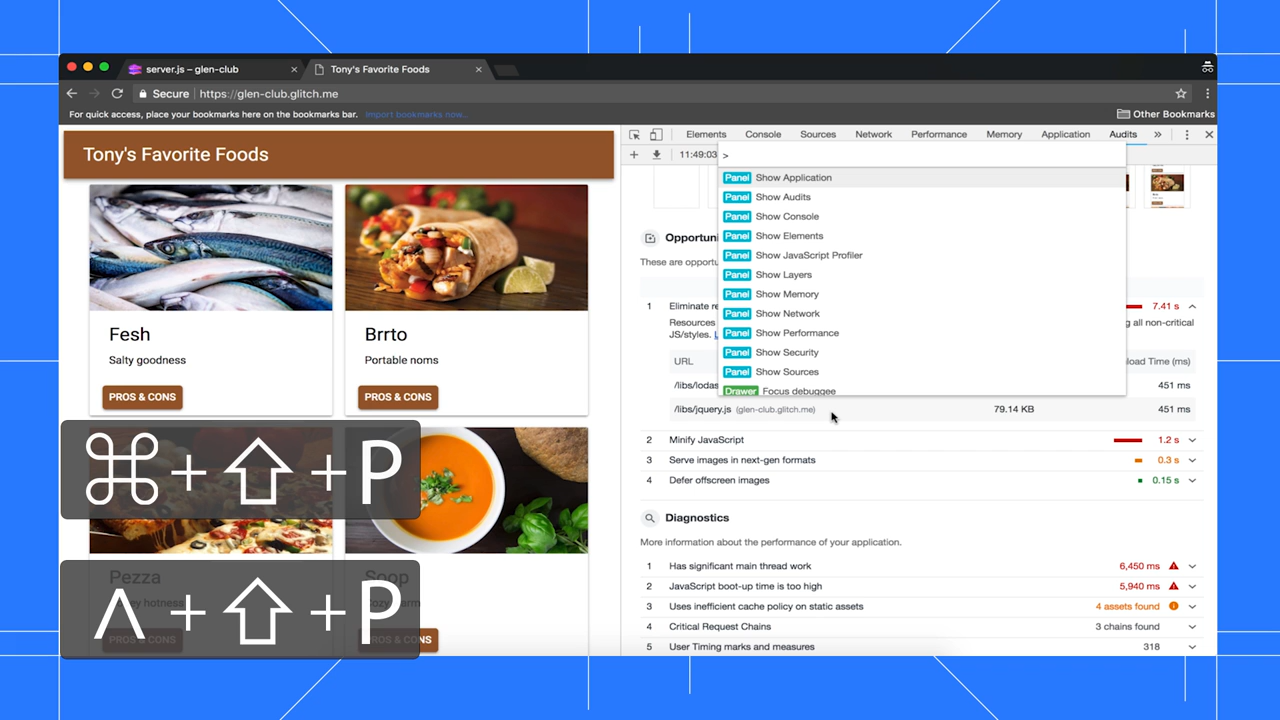 server.js – glen-club
Tony's Favorite Foods
Secure https://glen-club.glitch.me
For quick access, place your bookmarks here on the bookmarks bar. Import bookmarks now...
Other Bookmarks
Tony's Favorite Foods
Fesh
Salty goodness
PROS & CONS
Brrto
Portable noms
PROS & CONS
⌘+⇧+P
Pezza
PROS & CONS
Soop
Cozy warm
PROS & CONS
Λ+⇧+P
Elements Console Sources Network Performance Memory Application Audits »
11:49:03
>
Panel Show Application
Panel Show Audits
Panel Show Console
Panel Show Elements
Panel Show JavaScript Profiler
Panel Show Layers
Panel Show Memory
Panel Show Network
Panel Show Performance
Panel Show Security
Panel Show Sources
Drawer Focus debuggee
Opportuni
These are opportu
1 Eliminate re 7.41 s
Resources g all non-critical
JS/styles.
URL load Time (ms)
/libs/lodas 451 ms
/libs/jquery.js (glen-club.glitch.me) 79.14 KB 451 ms
2 Minify JavaScript 1.2 s
3 Serve images in next-gen formats 0.3 s
4 Defer offscreen images 0.15 s
Diagnostics
More information about the performance of your application.
1 Has significant main thread work 6,450 ms
2 JavaScript boot-up time is too high 5,940 ms
3 Uses inefficient cache policy on static assets 4 assets found
4 Critical Request Chains 3 chains found
5 User Timing marks and measures 318